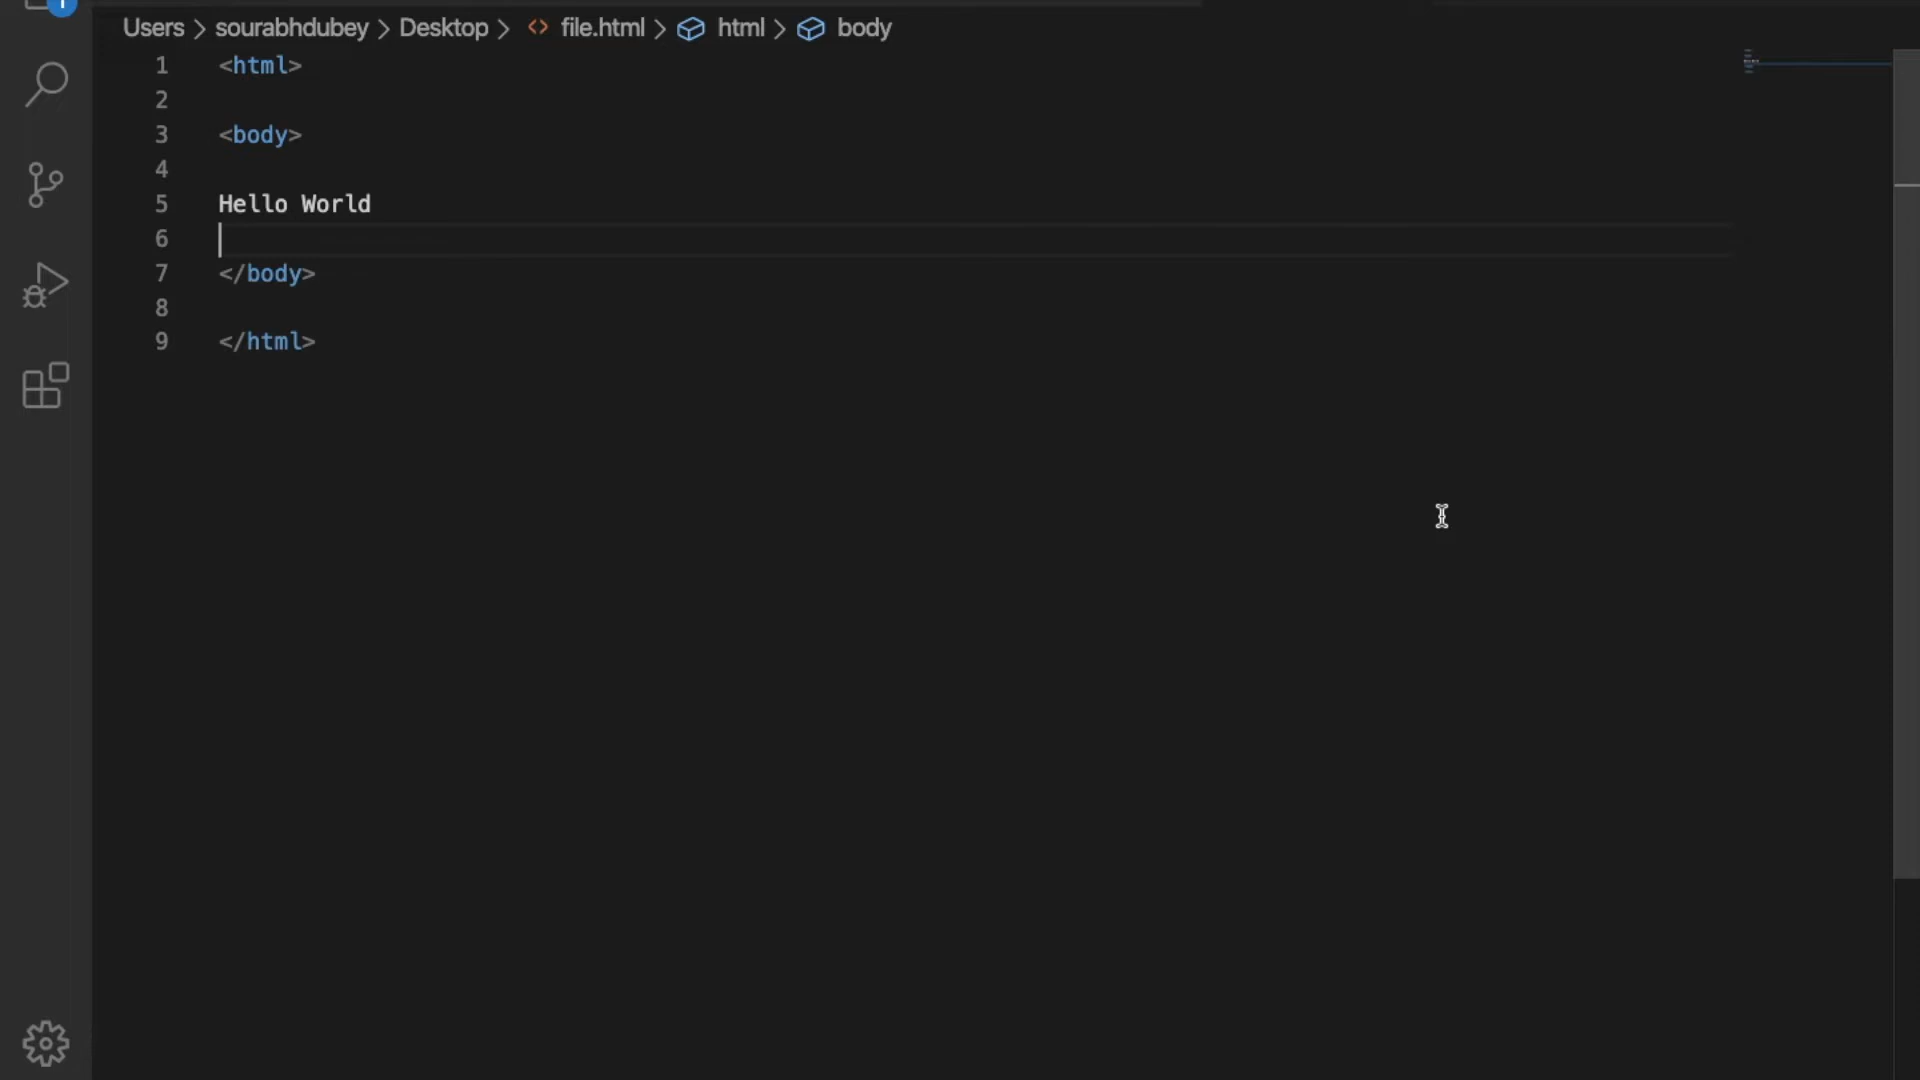 1
Users > sourabhdubey > Desktop > <> file.html > html > body
1 <html>
2
3 <body>
4
5 Hello World
6
7 </body>
8
9 </html>